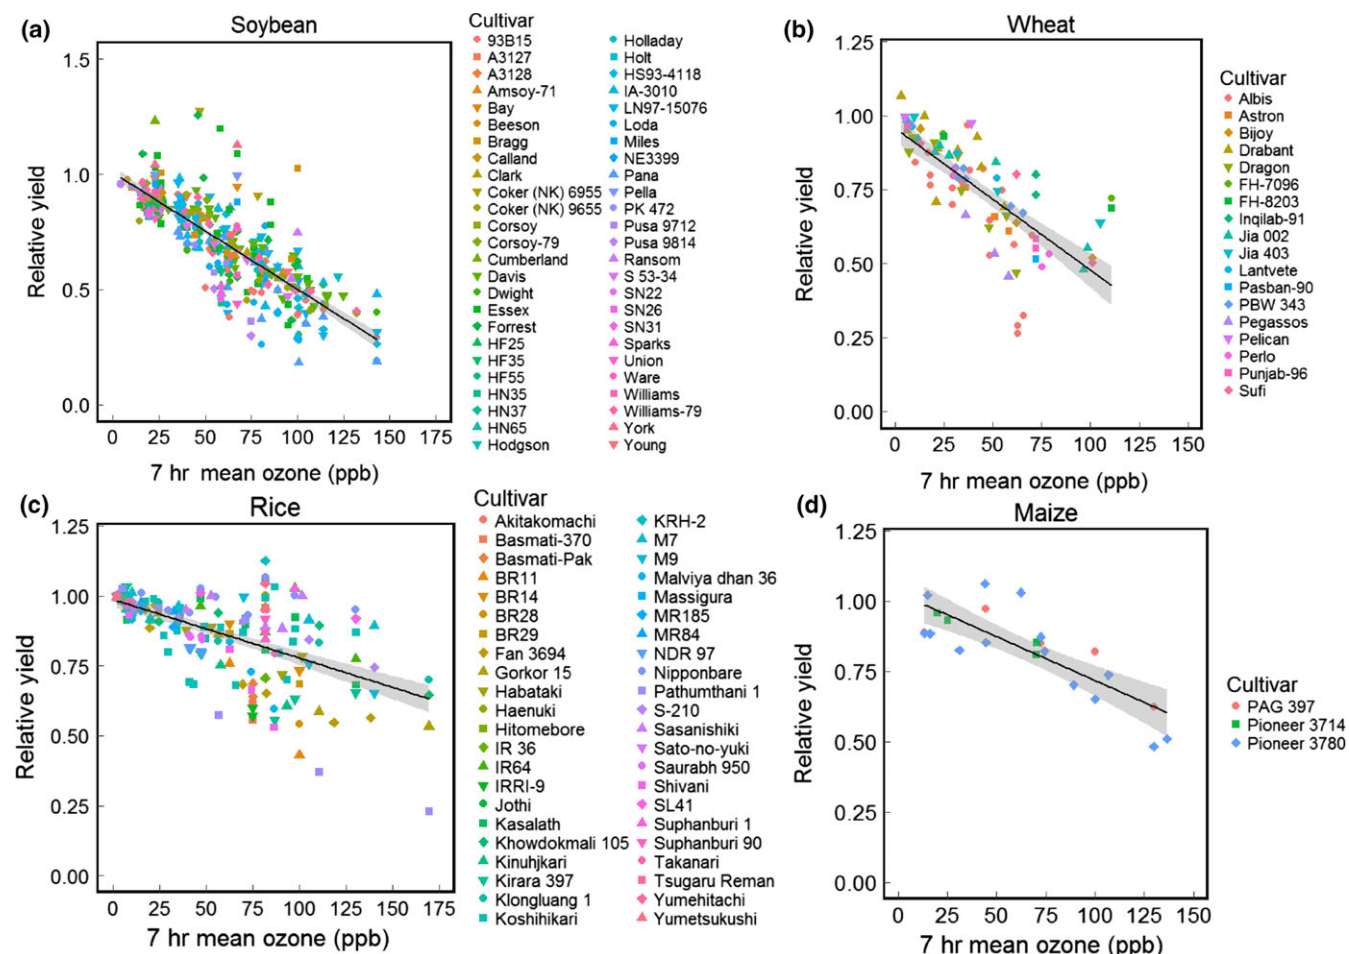 (a)
Soybean
Relative yield
1.5
1.0
0.5
0.0
0 25 50 75 100 125 150 175
7 hr mean ozone (ppb)
Cultivar
93B15
A3127
A3128
Amsoy-71
Bay
Beeson
Bragg
Calland
Clark
Coker (NK) 6955
Coker (NK) 9655
Corsoy
Corsoy-79
Cumberland
Davis
Dwight
Essex
Forrest
HF25
HF35
HF55
HN35
HN37
HN65
Hodgson
Holladay
Holt
HS93-4118
IA-3010
LN97-15076
Loda
Miles
NE3399
Pana
Pella
PK 472
Pusa 9712
Pusa 9814
Ransom
S 53-34
SN22
SN26
SN31
Sparks
Union
Ware
Williams
Williams-79
York
Young
(b)
Wheat
Relative yield
1.25
1.00
0.75
0.50
0.25
0.00
0 25 50 75 100 125 150
7 hr mean ozone (ppb)
Cultivar
Albis
Astron
Bijoy
Drabant
Dragon
FH-7096
FH-8203
Inqilab-91
Jia 002
Jia 403
Lantvete
Pasban-90
PBW 343
Pegassos
Pelican
Perlo
Punjab-96
Sufi
(c)
Rice
Relative yield
1.25
1.00
0.75
0.50
0.25
0.00
0 25 50 75 100 125 150 175
7 hr mean ozone (ppb)
Cultivar
Akitakomachi
Basmati-370
Basmati-Pak
BR11
BR14
BR28
BR29
Fan 3694
Gorkor 15
Habataki
Haenuki
Hitomebore
IR 36
IR64
IRRI-9
Jothi
Kasalath
Khowdokmali 105
Kinuhjkari
Kirara 397
Klongluang 1
Koshihikari
KRH-2
M7
M9
Malviya dhan 36
Massigura
MR185
MR84
NDR 97
Nipponbare
Pathumthani 1
S-210
Sasanishiki
Sato-no-yuki
Saurabh 950
Shivani
SL41
Suphanburi 1
Suphanburi 90
Takanari
Tsugaru Reman
Yumehitachi
Yumetsukushi
(d)
Maize
Relative yield
1.25
1.00
0.75
0.50
0.25
0.00
0 25 50 75 100 125 150
7 hr mean ozone (ppb)
Cultivar
PAG 397
Pioneer 3714
Pioneer 3780